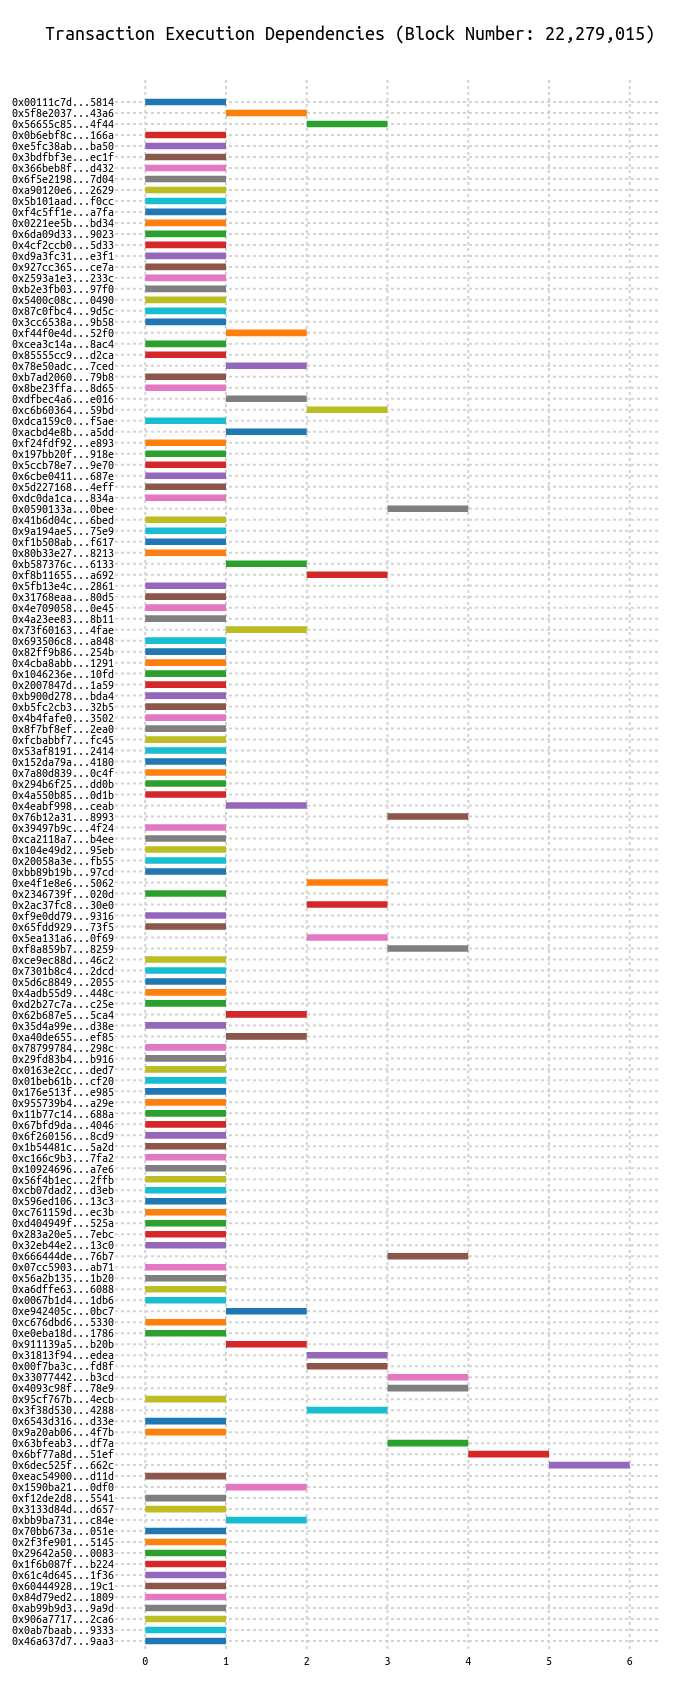 Transaction Execution Dependencies (Block Number: 22,279,015)
0x00111c7d...5814
0x5f8e2037...43a6
0x56655c85...4f44
0x0b6ebf8c...166a
0xe5fc38ab...ba50
0x3bdfbf3e...ec1f
0x366beb8f...d432
0x6f5e2198...7d04
0xa90120e6...2629
0x5b101aad...f0cc
0xf4c5ff1e...a7fa
0x0221ee5b...bd34
0x6da09d33...9023
0x4cf2ccb0...5d33
0xd9a3fc31...e3f1
0x927cc365...ce7a
0x2593a1e3...233c
0xb2e3fb03...97f0
0x5400c08c...0490
0x87c0fbc4...9d5c
0x3cc6538a...9b58
0xf44f0e4d...52f0
0xcea3c14a...8ac4
0x85555cc9...d2ca
0x78e50adc...7ced
0xb7ad2060...79b8
0x8be23ffa...8d65
0xdfbec4a6...e016
0xc6b60364...59bd
0xdca159c0...f5ae
0xacbd4e8b...a5dd
0xf24fdf92...e893
0x197bb20f...918e
0x5ccb78e7...9e70
0x6cbe0411...687e
0x5d227168...4eff
0xdc0da1ca...834a
0x0590133a...0bee
0x41b6d04c...6bed
0x9a194ae5...75e9
0xf1b508ab...f617
0x80b33e27...8213
0xb587376c...6133
0xf8b11655...a692
0x5fb13e4c...2861
0x31768eaa...80d5
0x4e709058...0e45
0x4a23ee83...8b11
0x73f60163...4fae
0x693506c8...a848
0x82ff9b86...254b
0x4cba8abb...1291
0x1046236e...10fd
0x2007847d...1a59
0xb900d278...bda4
0xb5fc2cb3...32b5
0x4b4fafe0...3502
0x8f7bf8ef...2ea0
0xfcbabbf7...fc45
0x53af8191...2414
0x152da79a...4180
0x7a80d839...0c4f
0x294b6f25...dd0b
0x4a550b85...0d1b
0x4eabf998...ceab
0x76b12a31...8993
0x39497b9c...4f24
0xca2118a7...b4ee
0x104e49d2...95eb
0x20058a3e...fb55
0xbb89b19b...97cd
0xe4f1e8e6...5062
0x2346739f...020d
0x2ac37fc8...30e0
0xf9e0dd79...9316
0x65fdd929...73f5
0x5ea131a6...0f69
0xf8a859b7...8259
0xce9ec88d...46c2
0x7301b8c4...2dcd
0x5d6c8849...2055
0x4adb55d9...448c
0xd2b27c7a...c25e
0x62b687e5...5ca4
0x35d4a99e...d38e
0xa40de655...ef85
0x78799784...298c
0x29fd83b4...b916
0x0163e2cc...ded7
0x01beb61b...cf20
0x176e513f...e985
0x955739b4...a29e
0x11b77c14...688a
0x67bfd9da...4046
0x6f260156...8cd9
0x1b54481c...5a2d
0xc166c9b3...7fa2
0x10924696...a7e6
0x56f4b1ec...2ffb
0xcb07dad2...d3eb
0x596ed106...13c3
0xc761159d...ec3b
0xd404949f...525a
0x283a20e5...7ebc
0x32eb44e2...13c0
0x666444de...76b7
0x07cc5903...ab71
0x56a2b135...1b20
0xa6dffe63...6088
0x0067b1d4...1db6
0xe942405c...0bc7
0xc676dbd6...5330
0xe0eba18d...1786
0x911139a5...b20b
0x31813f94...edea
0x00f7ba3c...fd8f
0x33077442...b3cd
0x4093c98f...78e9
0x95cf767b...4ecb
0x3f38d530...4288
0x6543d316...d33e
0x9a20ab06...4f7b
0x63bfeab3...df7a
0x6bf77a8d...51ef
0x6dec525f...662c
0xeac54900...d11d
0x1590ba21...0df0
0xf12de2d8...5541
0x3133d84d...d657
0xbb9ba731...c84e
0x70bb673a...051e
0x2f3fe901...5145
0x29642a50...0083
0x1f6b087f...b224
0x61c4d645...1f36
0x60444928...19c1
0x84d79ed2...1809
0xab99b9d3...9a9d
0x906a7717...2ca6
0x0ab7baab...9333
0x46a637d7...9aa3
0 1 2 3 4 5 6